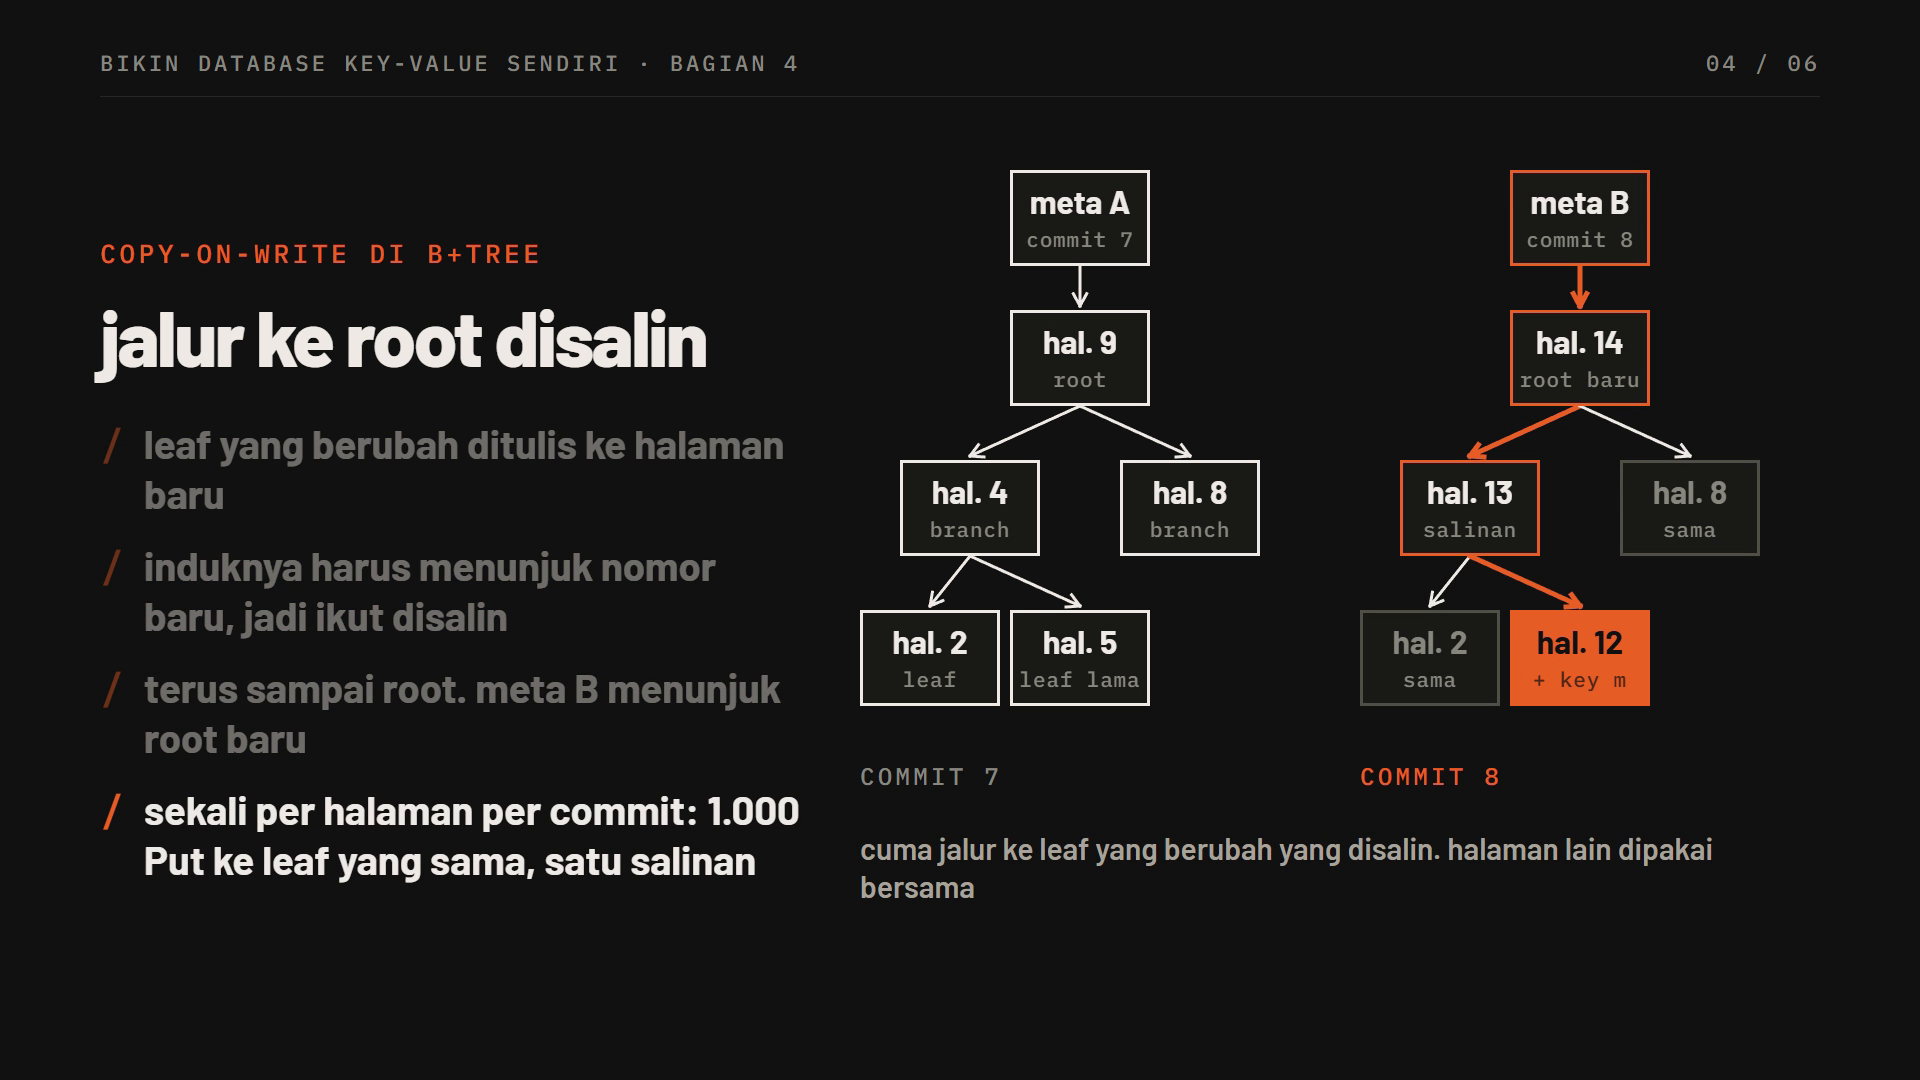 BIKIN DATABASE KEY-VALUE SENDIRI · BAGIAN 4
04 / 06
COPY-ON-WRITE DI B+TREE
jalur ke root disalin
/ leaf yang berubah ditulis ke halaman
baru
/ induknya harus menunjuk nomor
baru, jadi ikut disalin
/ terus sampai root. meta B menunjuk
root baru
/ sekali per halaman per commit: 1.000
Put ke leaf yang sama, satu salinan
meta A
commit 7
hal. 9
root
hal. 4
branch
hal. 8
branch
hal. 2
leaf
hal. 5
leaf lama
COMMIT 7
meta B
commit 8
hal. 14
root baru
hal. 13
salinan
hal. 8
sama
hal. 2
sama
hal. 12
+ key m
COMMIT 8
cuma jalur ke leaf yang berubah yang disalin. halaman lain dipakai
bersama